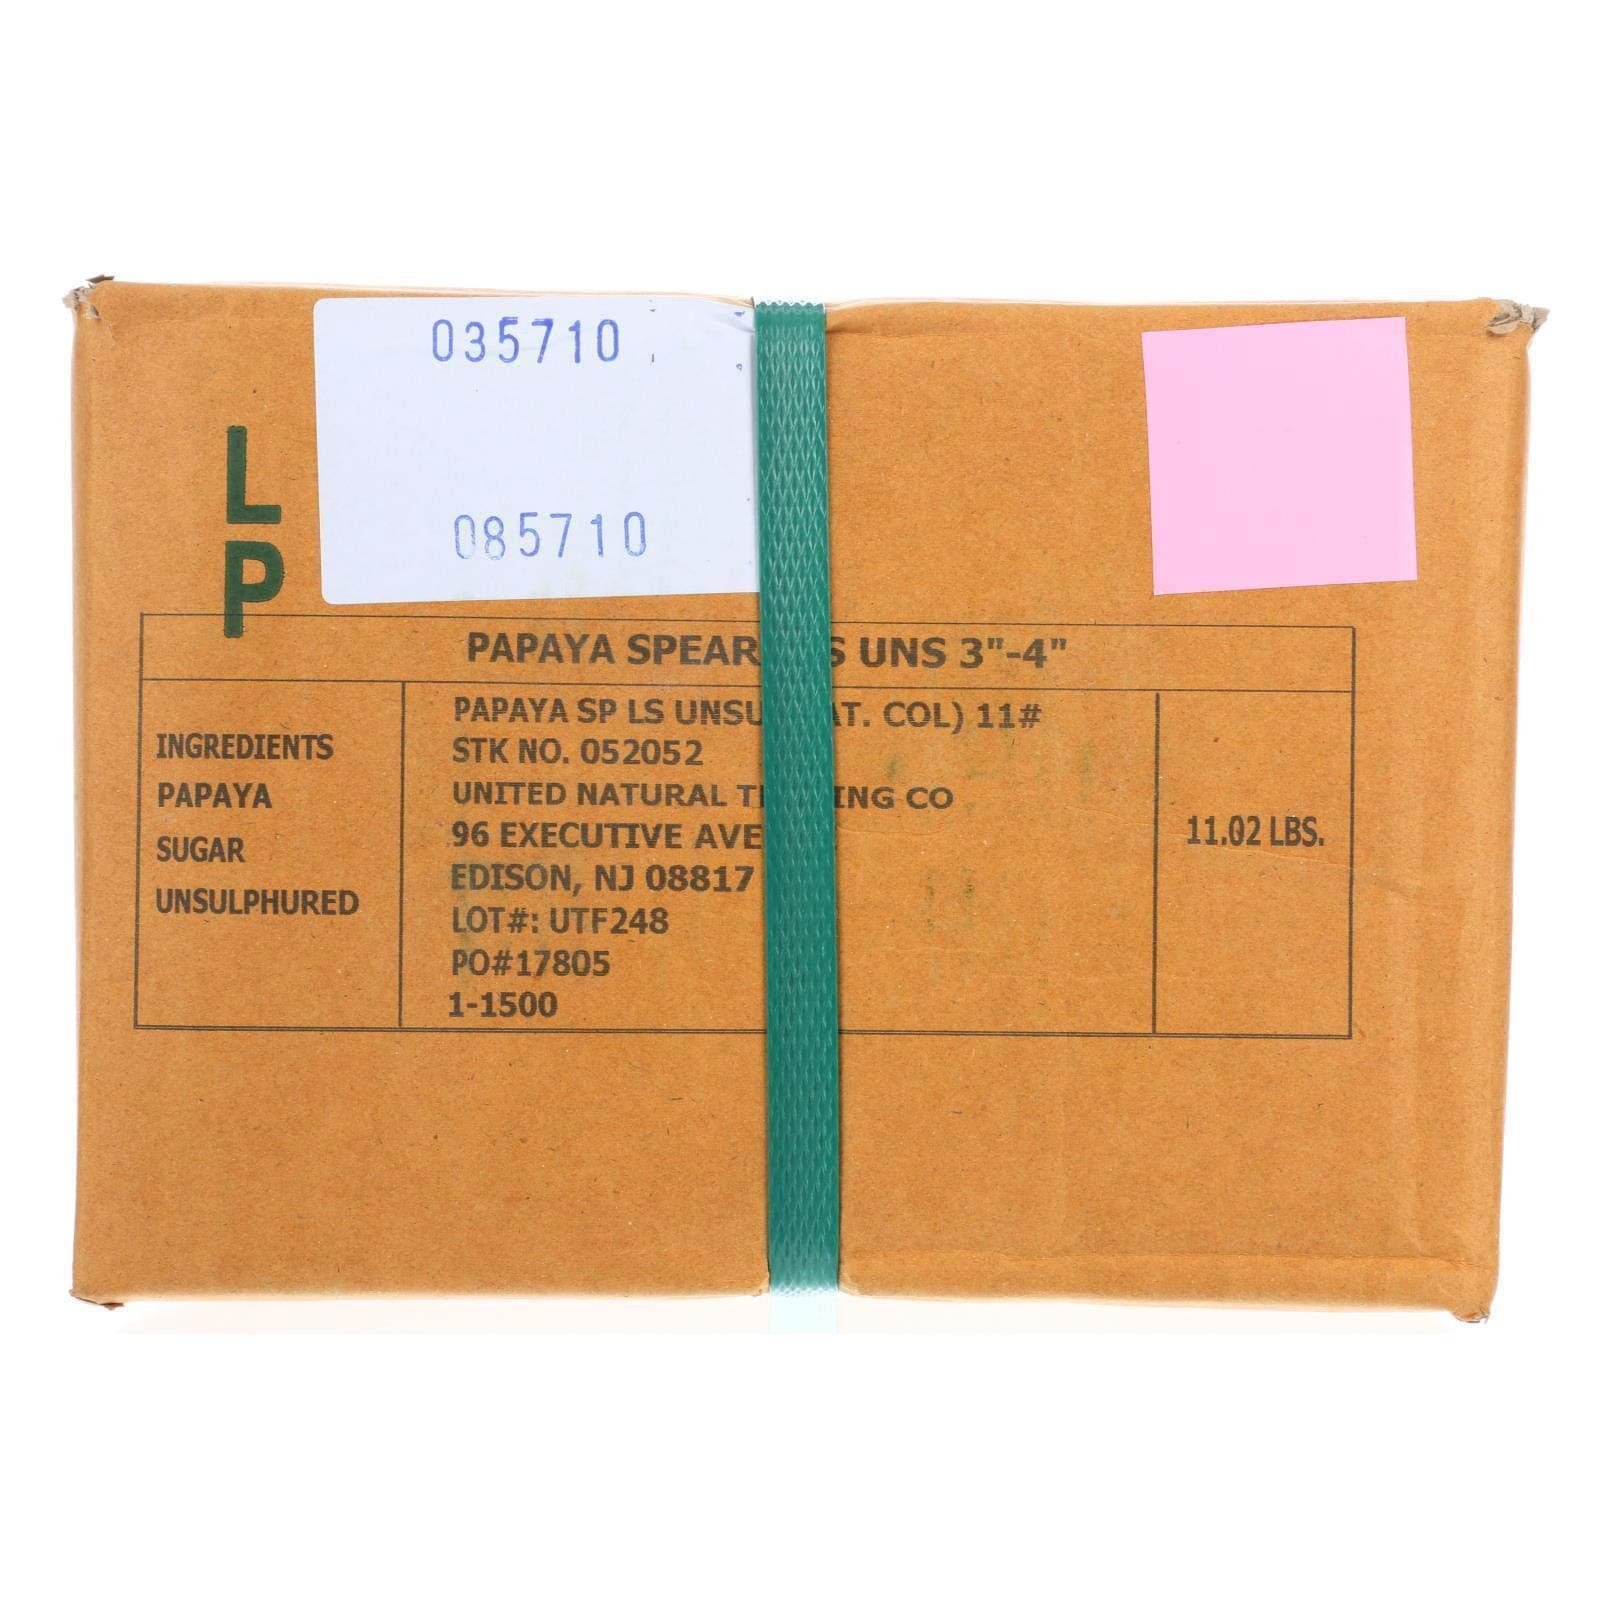 035710
085710
L
P
PAPAYA SPEAR S UNS 3"-4"
INGREDIENTS
PAPAYA
SUGAR
UNSULPHURED
PAPAYA SP LS UNSU AT. COL) 11#
STK NO. 052052
UNITED NATURAL T ING CO
96 EXECUTIVE AVE
EDISON, NJ 08817
LOT#: UTF248
PO#17805
1-1500
11.02 LBS.